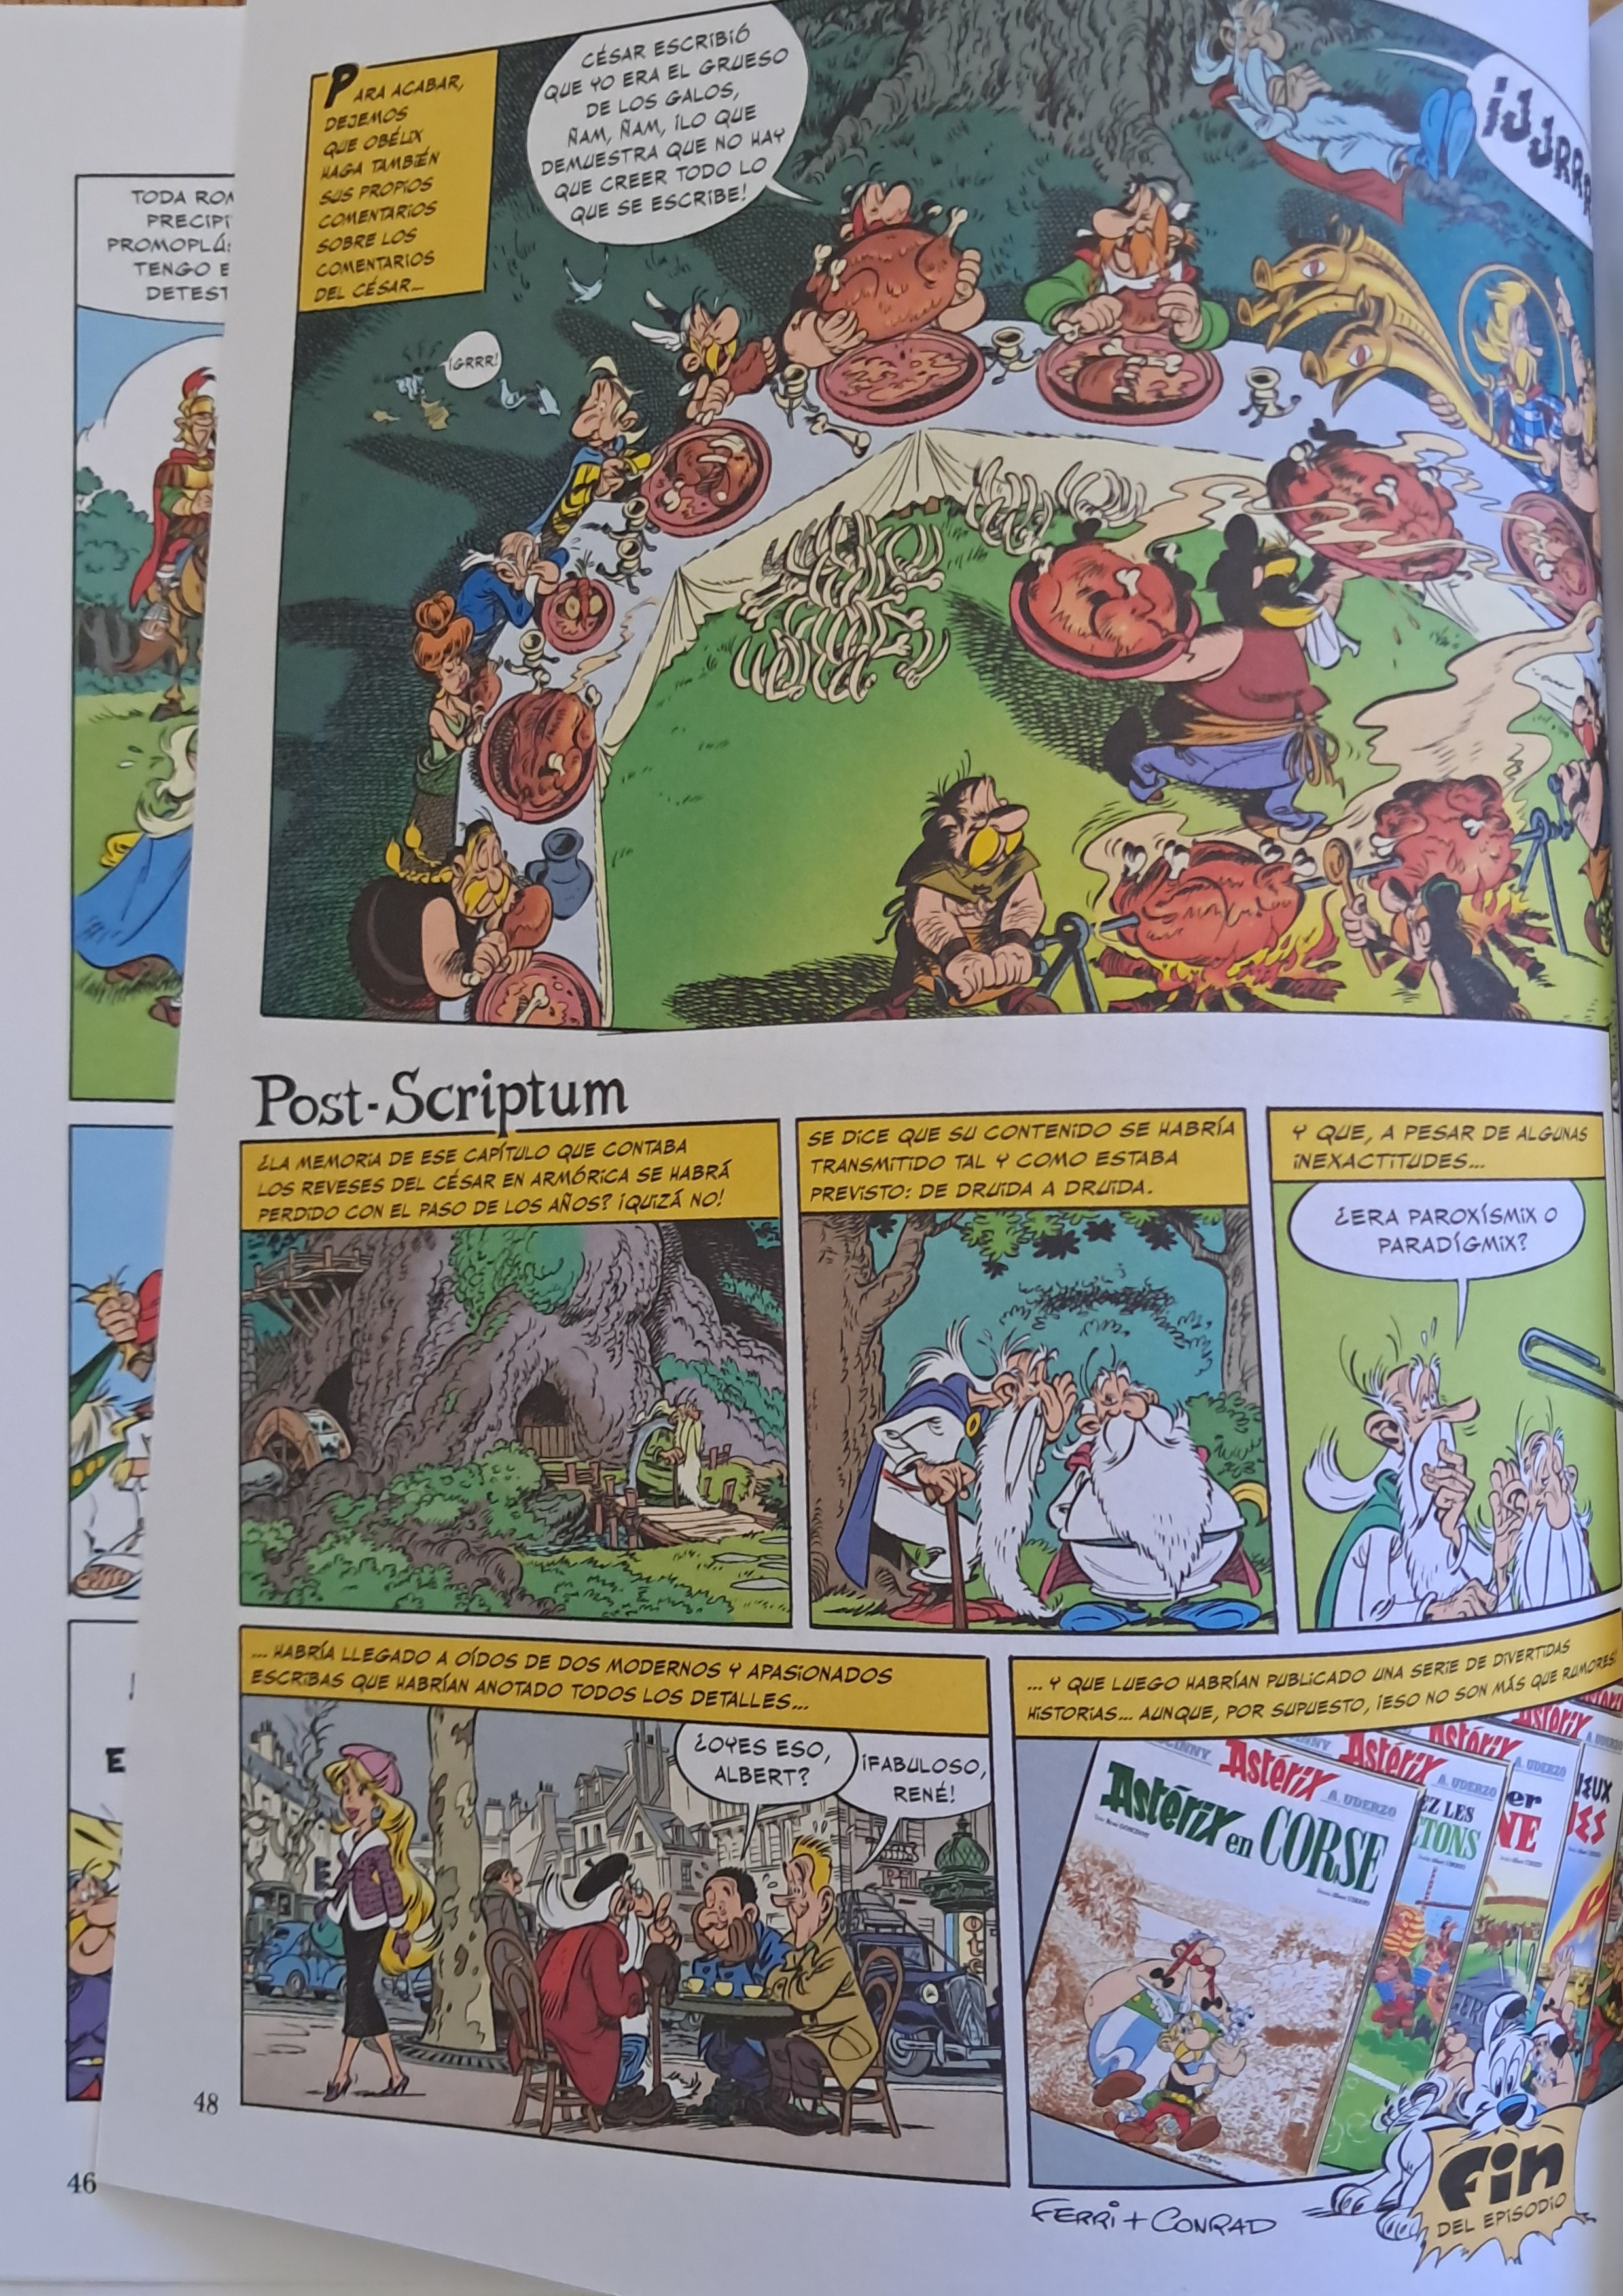 PARA ACABAR,
DEJEMOS
QUE OBÉLIX
HAGA TAMBIÉN
SUS PROPIOS
COMENTARIOS
SOBRE LOS
COMENTARIOS
DEL CÉSAR...
CÉSAR ESCRIBIÓ
QUE YO ERA EL GRUESO
DE LOS GALOS,
ÑAM, ÑAM, ¡LO QUE
DEMUESTRA QUE NO HAY
QUE CREER TODO LO
QUE SE ESCRIBE!
¡GRRR!
TODA
TENGO
Post-Scriptum
¿LA MEMORIA DE ESE CAPÍTULO QUE CONTABA
LOS REVESES DEL CÉSAR EN ARMÓRICA SE HABRÁ
PERDIDO CON EL PASO DE LOS AÑOS? ¡QUIZÁ NO!
SE DICE QUE SU CONTENIDO SE HABRÍA
TRANSMITIDO TAL Y COMO ESTABA
PREVISTO: DE DRUIDA A DRUIDA.
Y QUE, A PESAR DE ALGUNAS
INEXACTITUDES...
¿ERA PAROXÍSMIX O
PARADÍGMIX?
... HABRÍA LLEGADO A OÍDOS DE DOS MODERNOS Y APASIONADOS
ESCRIBAS QUE HABRÍAN ANOTADO TODOS LOS DETALLES...
¿OYES ESO,
ALBERT?
¡FABULOSO,
RENÉ!
... Y QUE LUEGO HABRÍAN PUBLICADO UNA SERIE DE DIVERTIDAS
HISTORIAS... AUNQUE, POR SUPUESTO, ¡ESO NO SON MÁS QUE RUMORES!
Astérix
A. UDERZO
Astérix
A. UDERZO
Astérix
A. UDERZO
Astérix
Astérix en CORSE
EZ LES
TONS
er
NE
48
46
FERRI + CONRAD
Fin
DEL EPISODIO